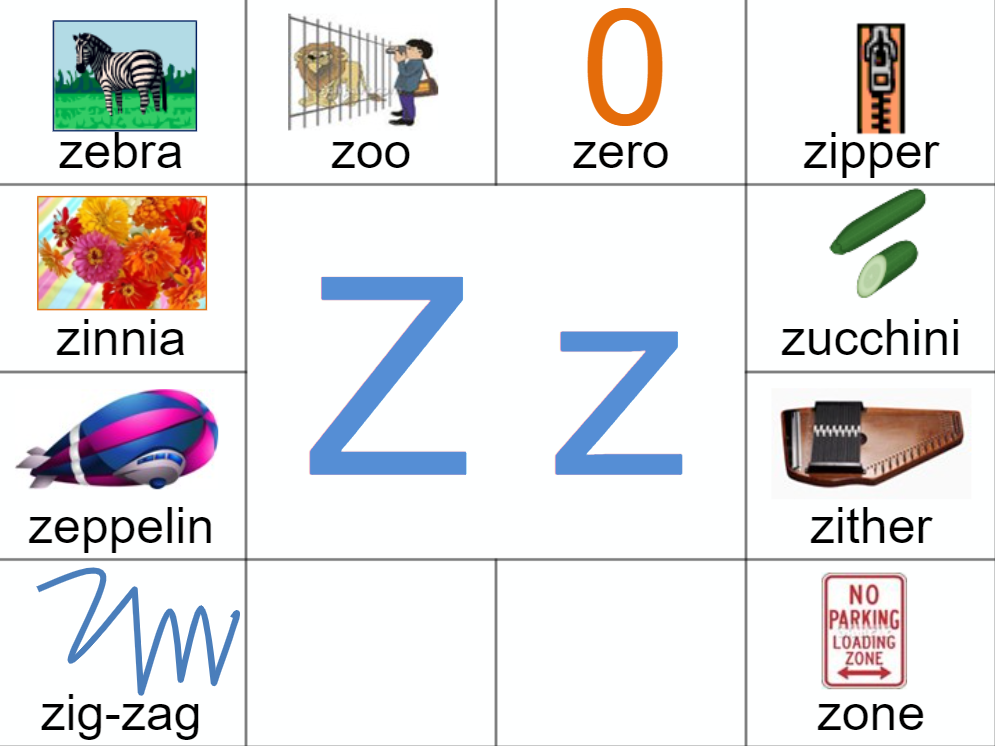 0
zebra
zoo
zero
zipper
Z z
zinnia
zucchini
zeppelin
zither
NO
PARKING
LOADING
ZONE
zig-zag
zone